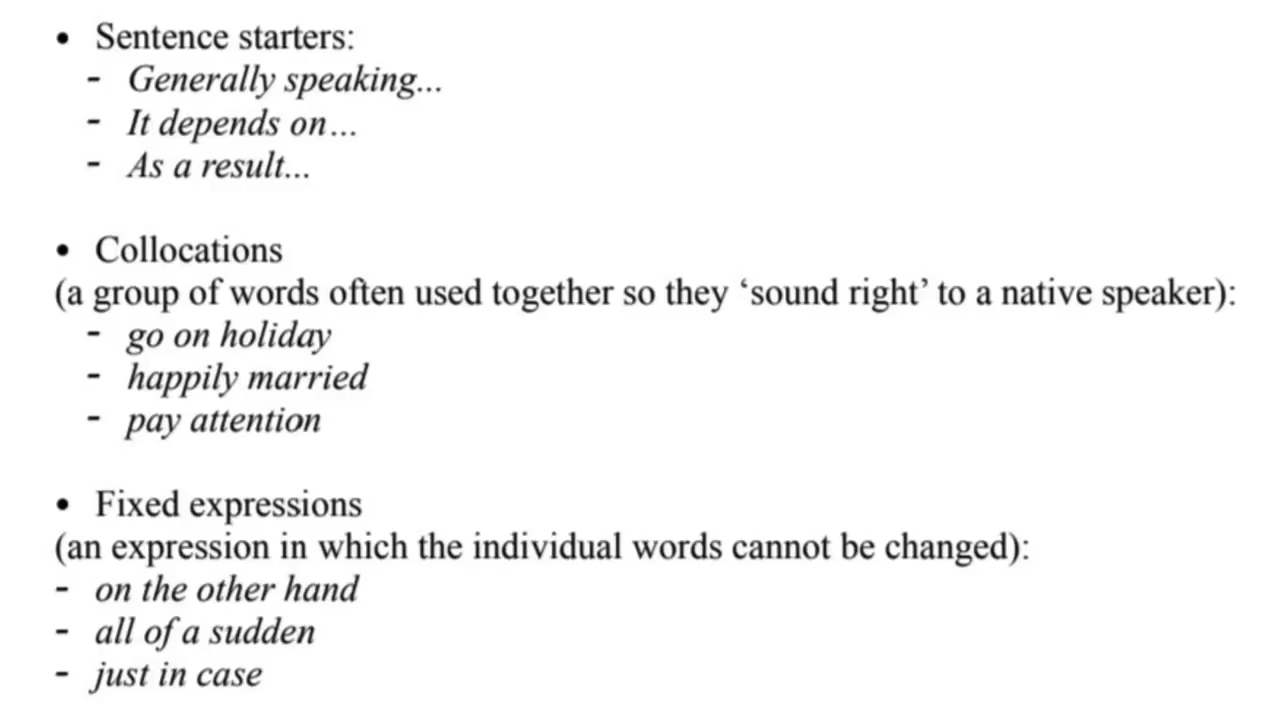 • Sentence starters:
- Generally speaking...
- It depends on...
- As a result...
• Collocations
(a group of words often used together so they ‘sound right’ to a native speaker):
- go on holiday
- happily married
- pay attention
• Fixed expressions
(an expression in which the individual words cannot be changed):
- on the other hand
- all of a sudden
- just in case